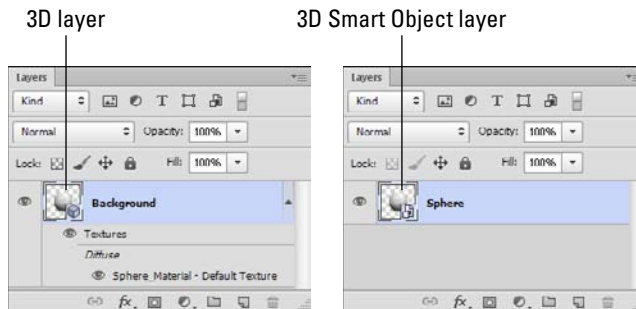 3D layer
3D Smart Object layer
Layers
Kind
Normal Opacity: 100%
Lock: Fill: 100%
Background
Textures
Diffuse
Sphere_Material - Default Texture
fx.
Layers
Kind
Normal Opacity: 100%
Lock: Fill: 100%
Sphere
fx.